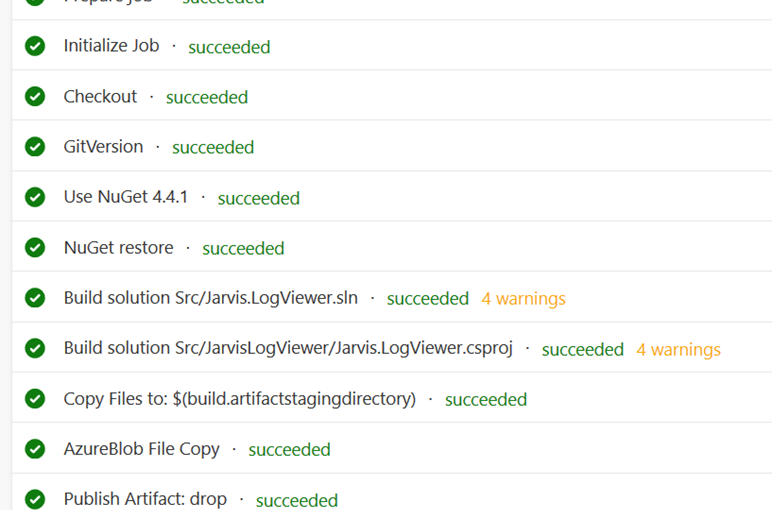 Prepare Job · succeeded
Initialize Job · succeeded
Checkout · succeeded
GitVersion · succeeded
Use NuGet 4.4.1 · succeeded
NuGet restore · succeeded
Build solution Src/Jarvis.LogViewer.sln · succeeded 4 warnings
Build solution Src/JarvisLogViewer/Jarvis.LogViewer.csproj · succeeded 4 warnings
Copy Files to: $(build.artifactstagingdirectory) · succeeded
AzureBlob File Copy · succeeded
Publish Artifact: drop · succeeded